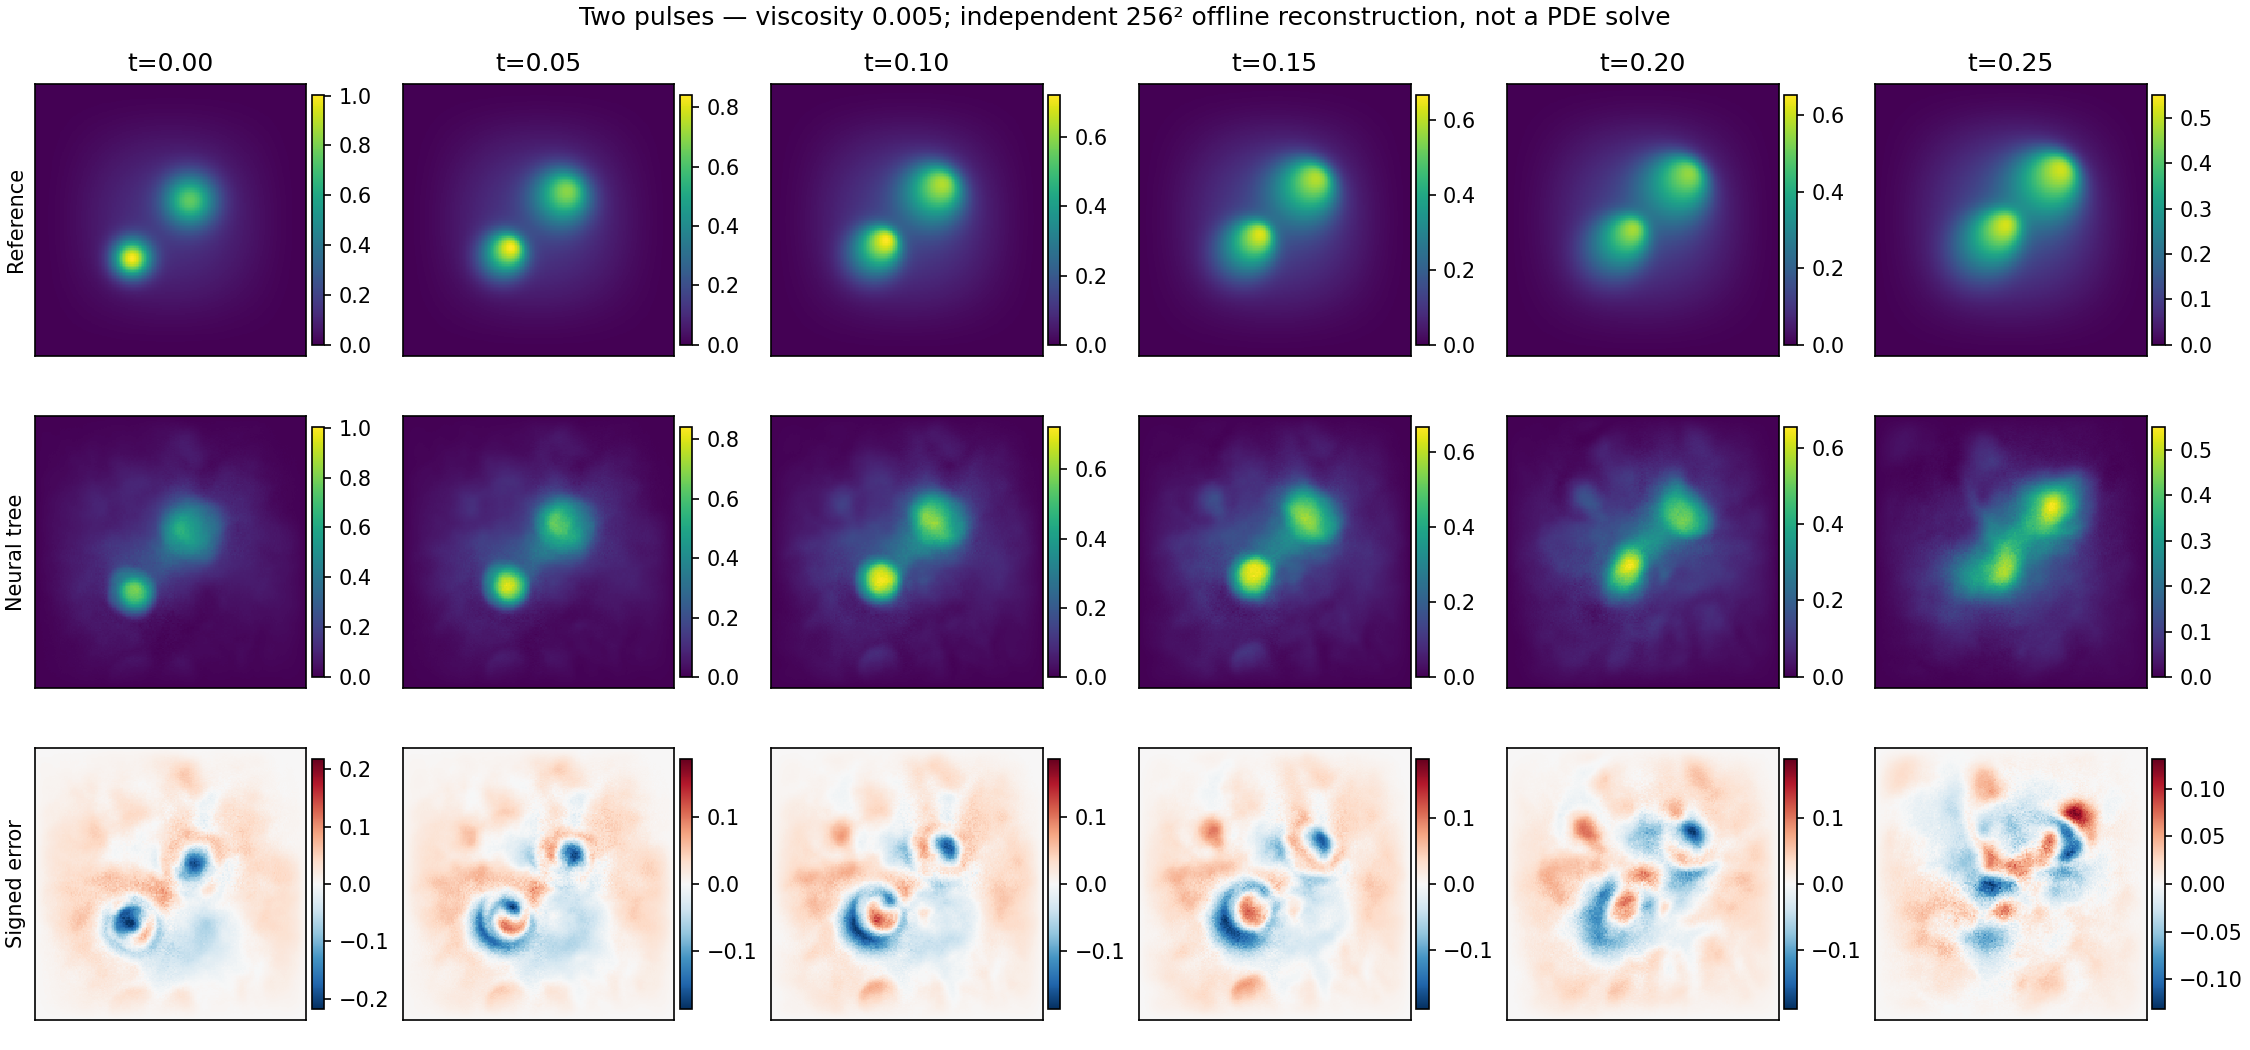 Two pulses — viscosity 0.005; independent 256² offline reconstruction, not a PDE solve
t=0.00 t=0.05 t=0.10 t=0.15 t=0.20 t=0.25
Reference
1.0 0.8 0.6 0.4 0.2 0.0
0.8 0.6 0.4 0.2 0.0
0.6 0.4 0.2 0.0
0.6 0.4 0.2 0.0
0.6 0.4 0.2 0.0
0.5 0.4 0.3 0.2 0.1 0.0
Neural tree
1.0 0.8 0.6 0.4 0.2 0.0
0.8 0.6 0.4 0.2 0.0
0.6 0.4 0.2 0.0
0.6 0.4 0.2 0.0
0.6 0.4 0.2 0.0
0.5 0.4 0.3 0.2 0.1 0.0
Signed error
0.2 0.1 0.0 −0.1 −0.2
0.1 0.0 −0.1
0.1 0.0 −0.1
0.1 0.0 −0.1
0.1 0.0 −0.1
0.10 0.05 0.00 −0.05 −0.10